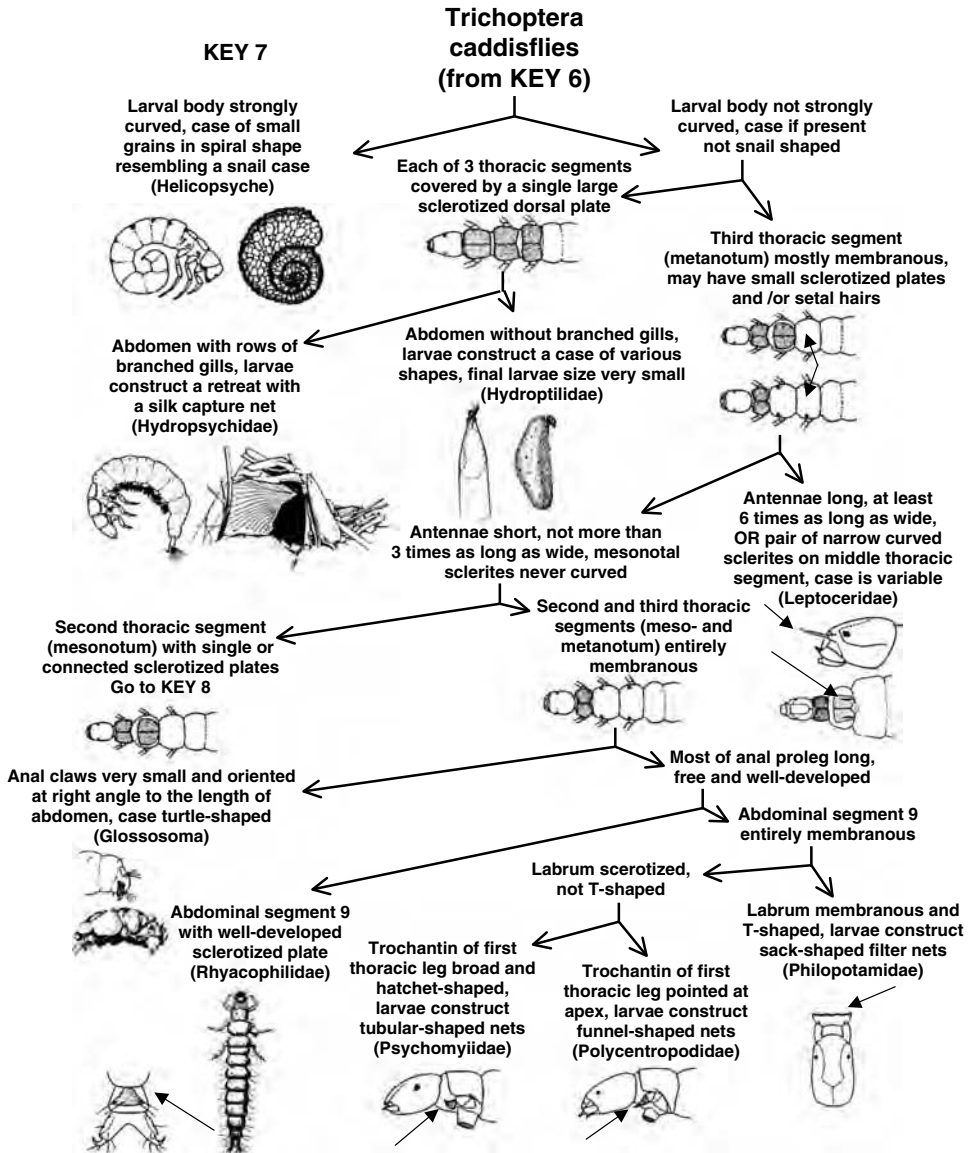 KEY 7
Trichoptera
caddisflies
(from KEY 6)
Larval body strongly
curved, case of small
grains in spiral shape
resembling a snail case
(Helicopsyche)
Larval body not strongly
curved, case if present
not snail shaped
Each of 3 thoracic segments
covered by a single large
sclerotized dorsal plate
Third thoracic segment
(metanotum) mostly membranous,
may have small sclerotized plates
and /or setal hairs
Abdomen with rows of
branched gills, larvae
construct a retreat with
a silk capture net
(Hydropsychidae)
Abdomen without branched gills,
larvae construct a case of various
shapes, final larvae size very small
(Hydroptilidae)
Antennae short, not more than
3 times as long as wide, mesonotal
sclerites never curved
Antennae long, at least
6 times as long as wide,
OR pair of narrow curved
sclerites on middle thoracic
segment, case is variable
(Leptoceridae)
Second thoracic segment
(mesonotum) with single or
connected sclerotized plates
Go to KEY 8
Second and third thoracic
segments (meso- and
metanotum) entirely
membranous
Anal claws very small and oriented
at right angle to the length of
abdomen, case turtle-shaped
(Glossosoma)
Most of anal proleg long,
free and well-developed
Abdominal segment 9
with well-developed
sclerotized plate
(Rhyacophilidae)
Abdominal segment 9
entirely membranous
Labrum scerotized,
not T-shaped
Labrum membranous and
T-shaped, larvae construct
sack-shaped filter nets
(Philopotamidae)
Trochantin of first
thoracic leg broad and
hatchet-shaped,
larvae construct
tubular-shaped nets
(Psychomyiidae)
Trochantin of first
thoracic leg pointed at
apex, larvae construct
funnel-shaped nets
(Polycentropodidae)